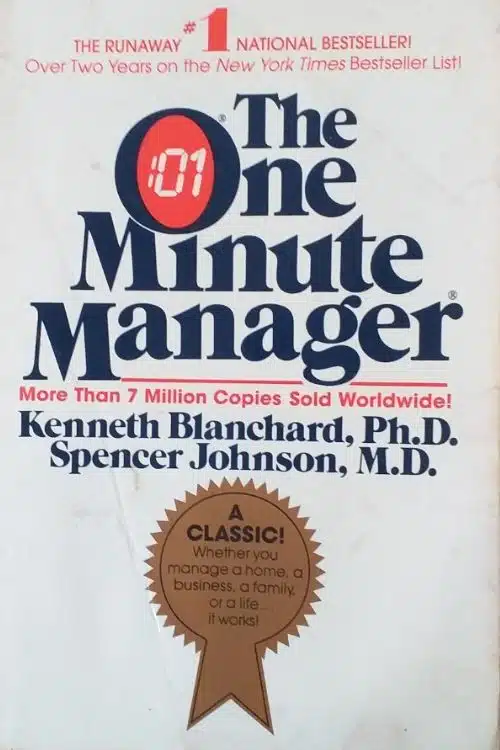 THE RUNAWAY #1 NATIONAL BESTSELLER!
Over Two Years on the New York Times Bestseller List!
The
:01
One®
Minute
Manager®
More Than 7 Million Copies Sold Worldwide!
Kenneth Blanchard, Ph.D.
Spencer Johnson, M.D.
A
CLASSIC!
Whether you
manage a home, a
business, a family,
or a life...
it works!